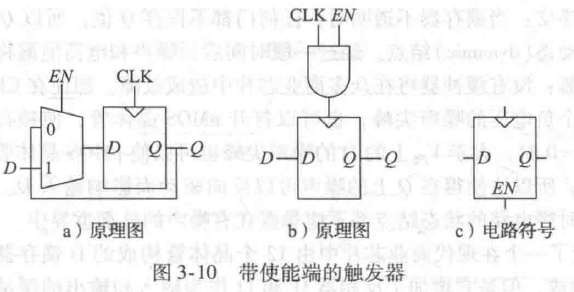 EN CLK CLK EN
0
D Q D Q D Q
D
EN
a）原理图 b）原理图 c）电路符号
图 3-10 带使能端的触发器